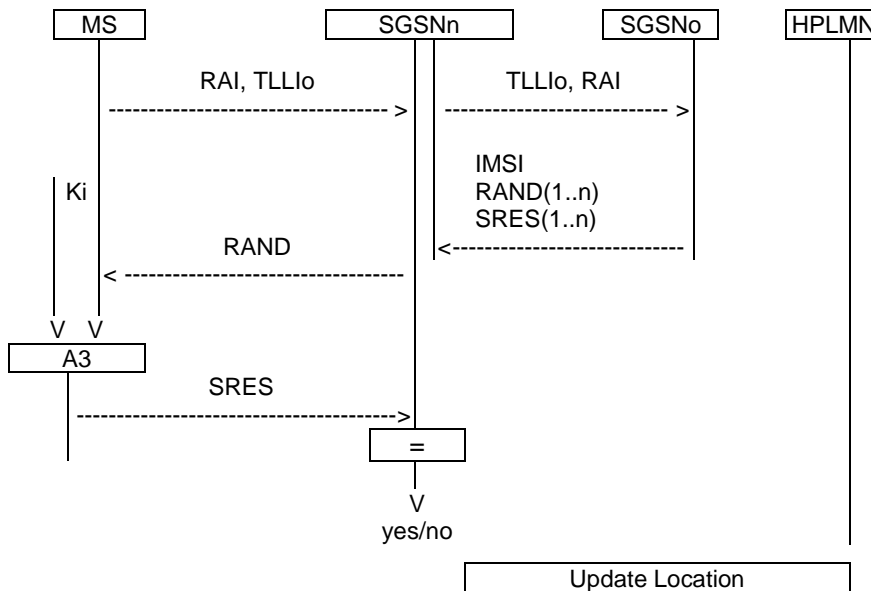 MS SGSNn SGSNo HPLMN
RAI, TLLIo TLLIo, RAI
------------------------------------ > ----------------------------- >
IMSI
Ki RAND(1..n)
SRES(1..n)
RAND <-----------------------------
< ------------------------------------
V V
A3
SRES
------------------------------------------>
=
V
yes/no
Update Location